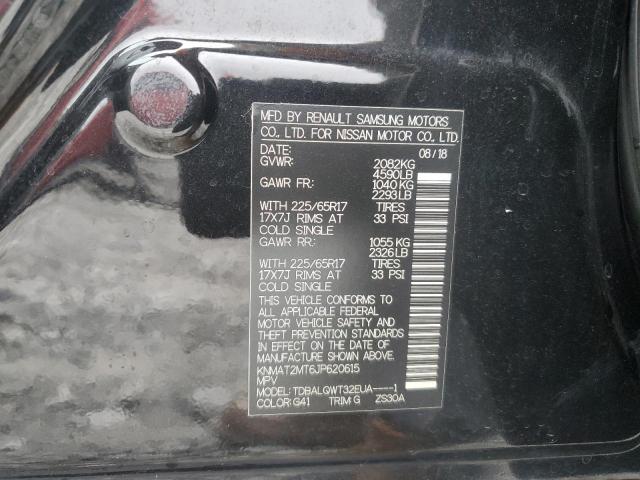 MFD BY RENAULT SAMSUNG MOTORS
CO., LTD. FOR NISSAN MOTOR CO., LTD.
DATE: 08/18
GVWR: 2082KG
4590LB
GAWR FR: 1040KG
2293LB
WITH 225/65R17 TIRES
17X7J RIMS AT 33 PSI
COLD SINGLE
GAWR RR: 1055 KG
2326LB
WITH 225/65R17 TIRES
17X7J RIMS AT 33 PSI
COLD SINGLE
THIS VEHICLE CONFORMS TO
ALL APPLICABLE FEDERAL
MOTOR VEHICLE SAFETY AND
THEFT PREVENTION STANDARDS
IN EFFECT ON THE DATE OF
MANUFACTURE SHOWN ABOVE.
KNMAT2MT6JP620615
MPV
MODEL: TDBALGWT32EUA----1
COLOR: G41 TRIM: G ZS30A